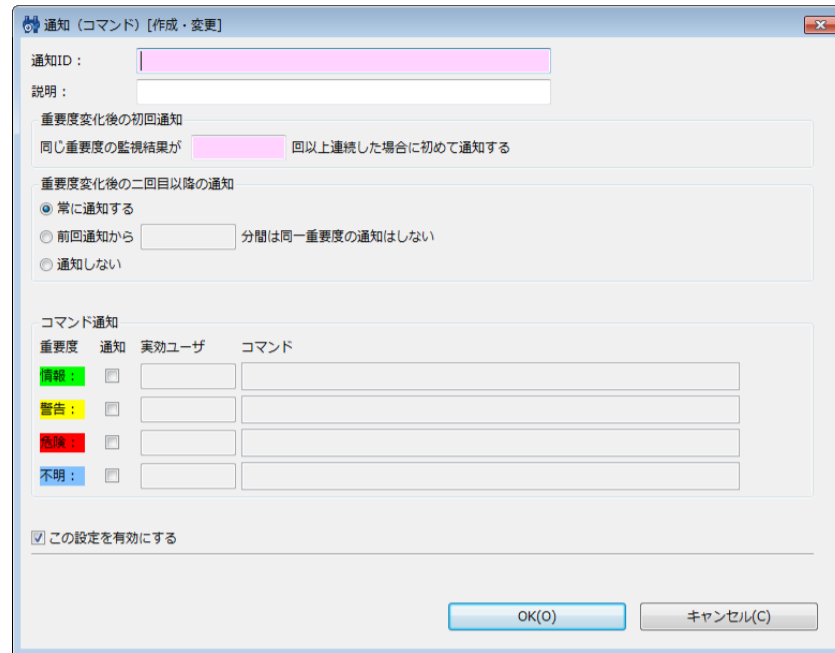 通知（コマンド）[作成・変更]
通知ID：
説明：
重要度変化後の初回通知
同じ重要度の監視結果が 回以上連続した場合に初めて通知する
重要度変化後の二回目以降の通知
常に通知する
前回通知から 分間は同一重要度の通知はしない
通知しない
コマンド通知
重要度 通知 実効ユーザ コマンド
情報：
警告：
危険：
不明：
この設定を有効にする
OK(O) キャンセル(C)